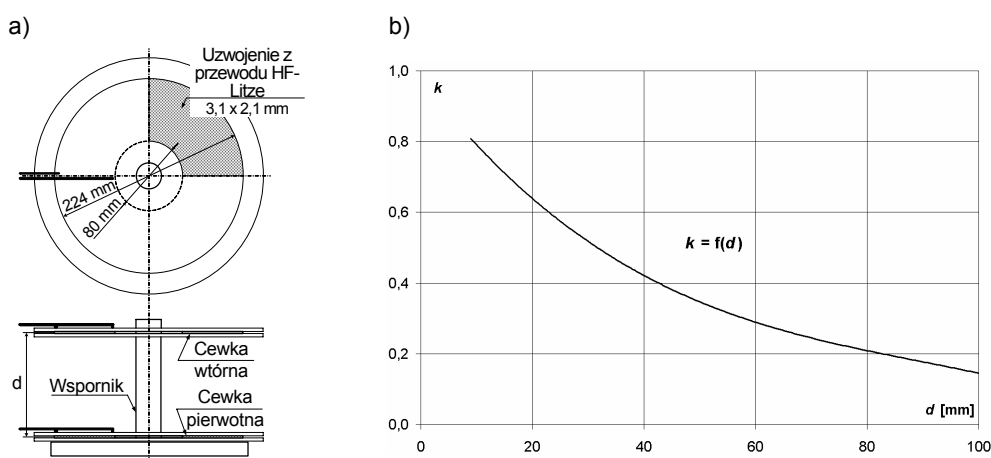 a)
Uzwojenie z
przewodu HF-
Litze
3,1 x 2,1 mm
224 mm
80 mm
d
Wspornik
Cewka
wtórna
Cewka
pierwotna
b)
1,0
0,8
0,6
0,4
0,2
0,0
k
k = f(d)
d [mm]
0
20
40
60
80
100